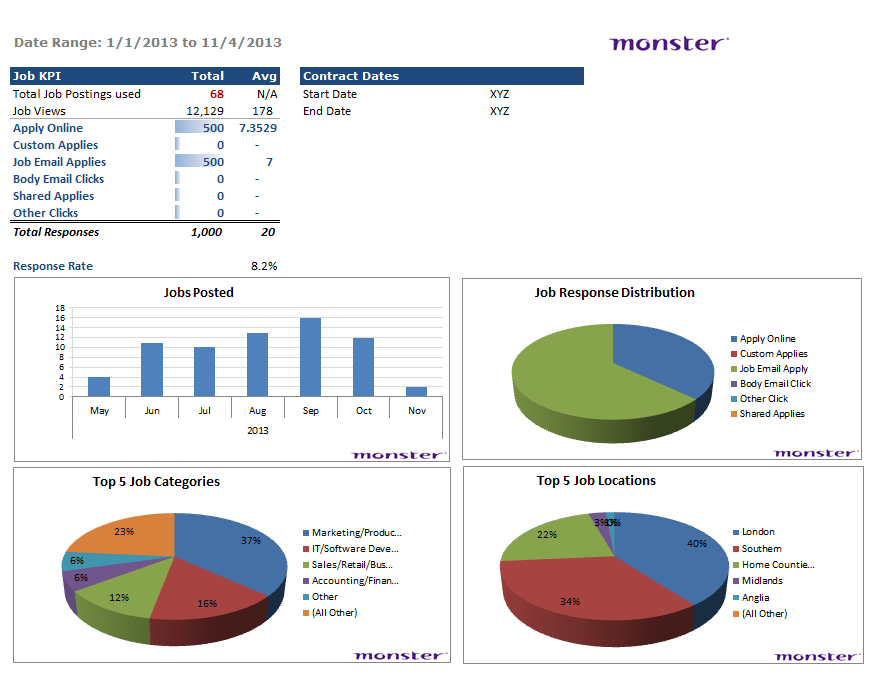 Date Range: 1/1/2013 to 11/4/2013
monster
Job KPI Total Avg
Total Job Postings used 68 N/A
Job Views 12,129 178
Apply Online 500 7.3529
Custom Applies 0 -
Job Email Applies 500 7
Body Email Clicks 0 -
Shared Applies 0 -
Other Clicks 0 -
Total Responses 1,000 20
Response Rate 8.2%
Contract Dates
Start Date XYZ
End Date XYZ
Jobs Posted
18
16
14
12
10
8
6
4
2
0
May Jun Jul Aug Sep Oct Nov
2013
monster
Job Response Distribution
Apply Online
Custom Applies
Job Email Apply
Body Email Click
Other Click
Shared Applies
monster
Top 5 Job Categories
23%
37%
6%
6%
12%
16%
Marketing/Produc...
IT/Software Deve...
Sales/Retail/Bus...
Accounting/Finan...
Other
(All Other)
monster
Top 5 Job Locations
3%
22%
40%
34%
London
Southern
Home Countie...
Midlands
Anglia
(All Other)
monster